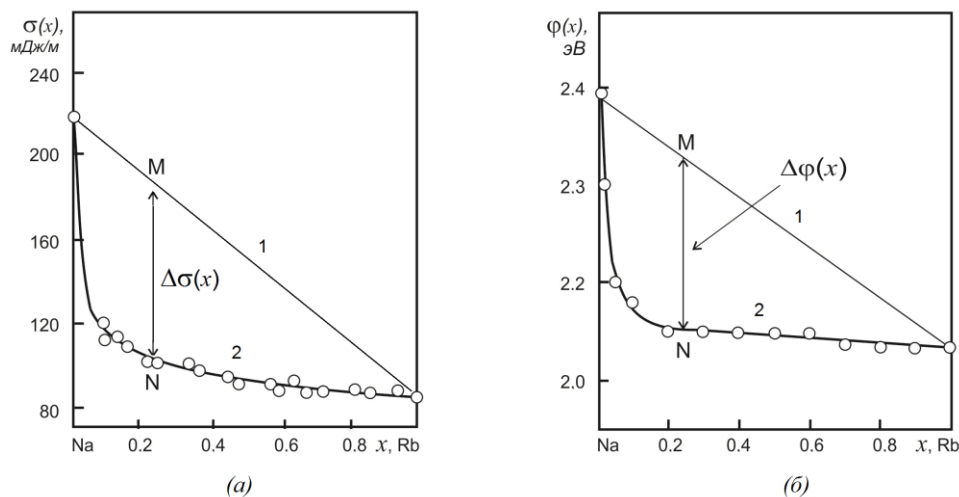 σ(x),
мДж/м
240
200
160
120
80
M
1
Δσ(x)
2
N
Na 0.2 0.4 0.6 0.8 x, Rb
(а)
φ(x),
эВ
2.4
2.3
2.2
2.0
M
Δφ(x)
1
2
N
Na 0.2 0.4 0.6 0.8 x, Rb
(б)